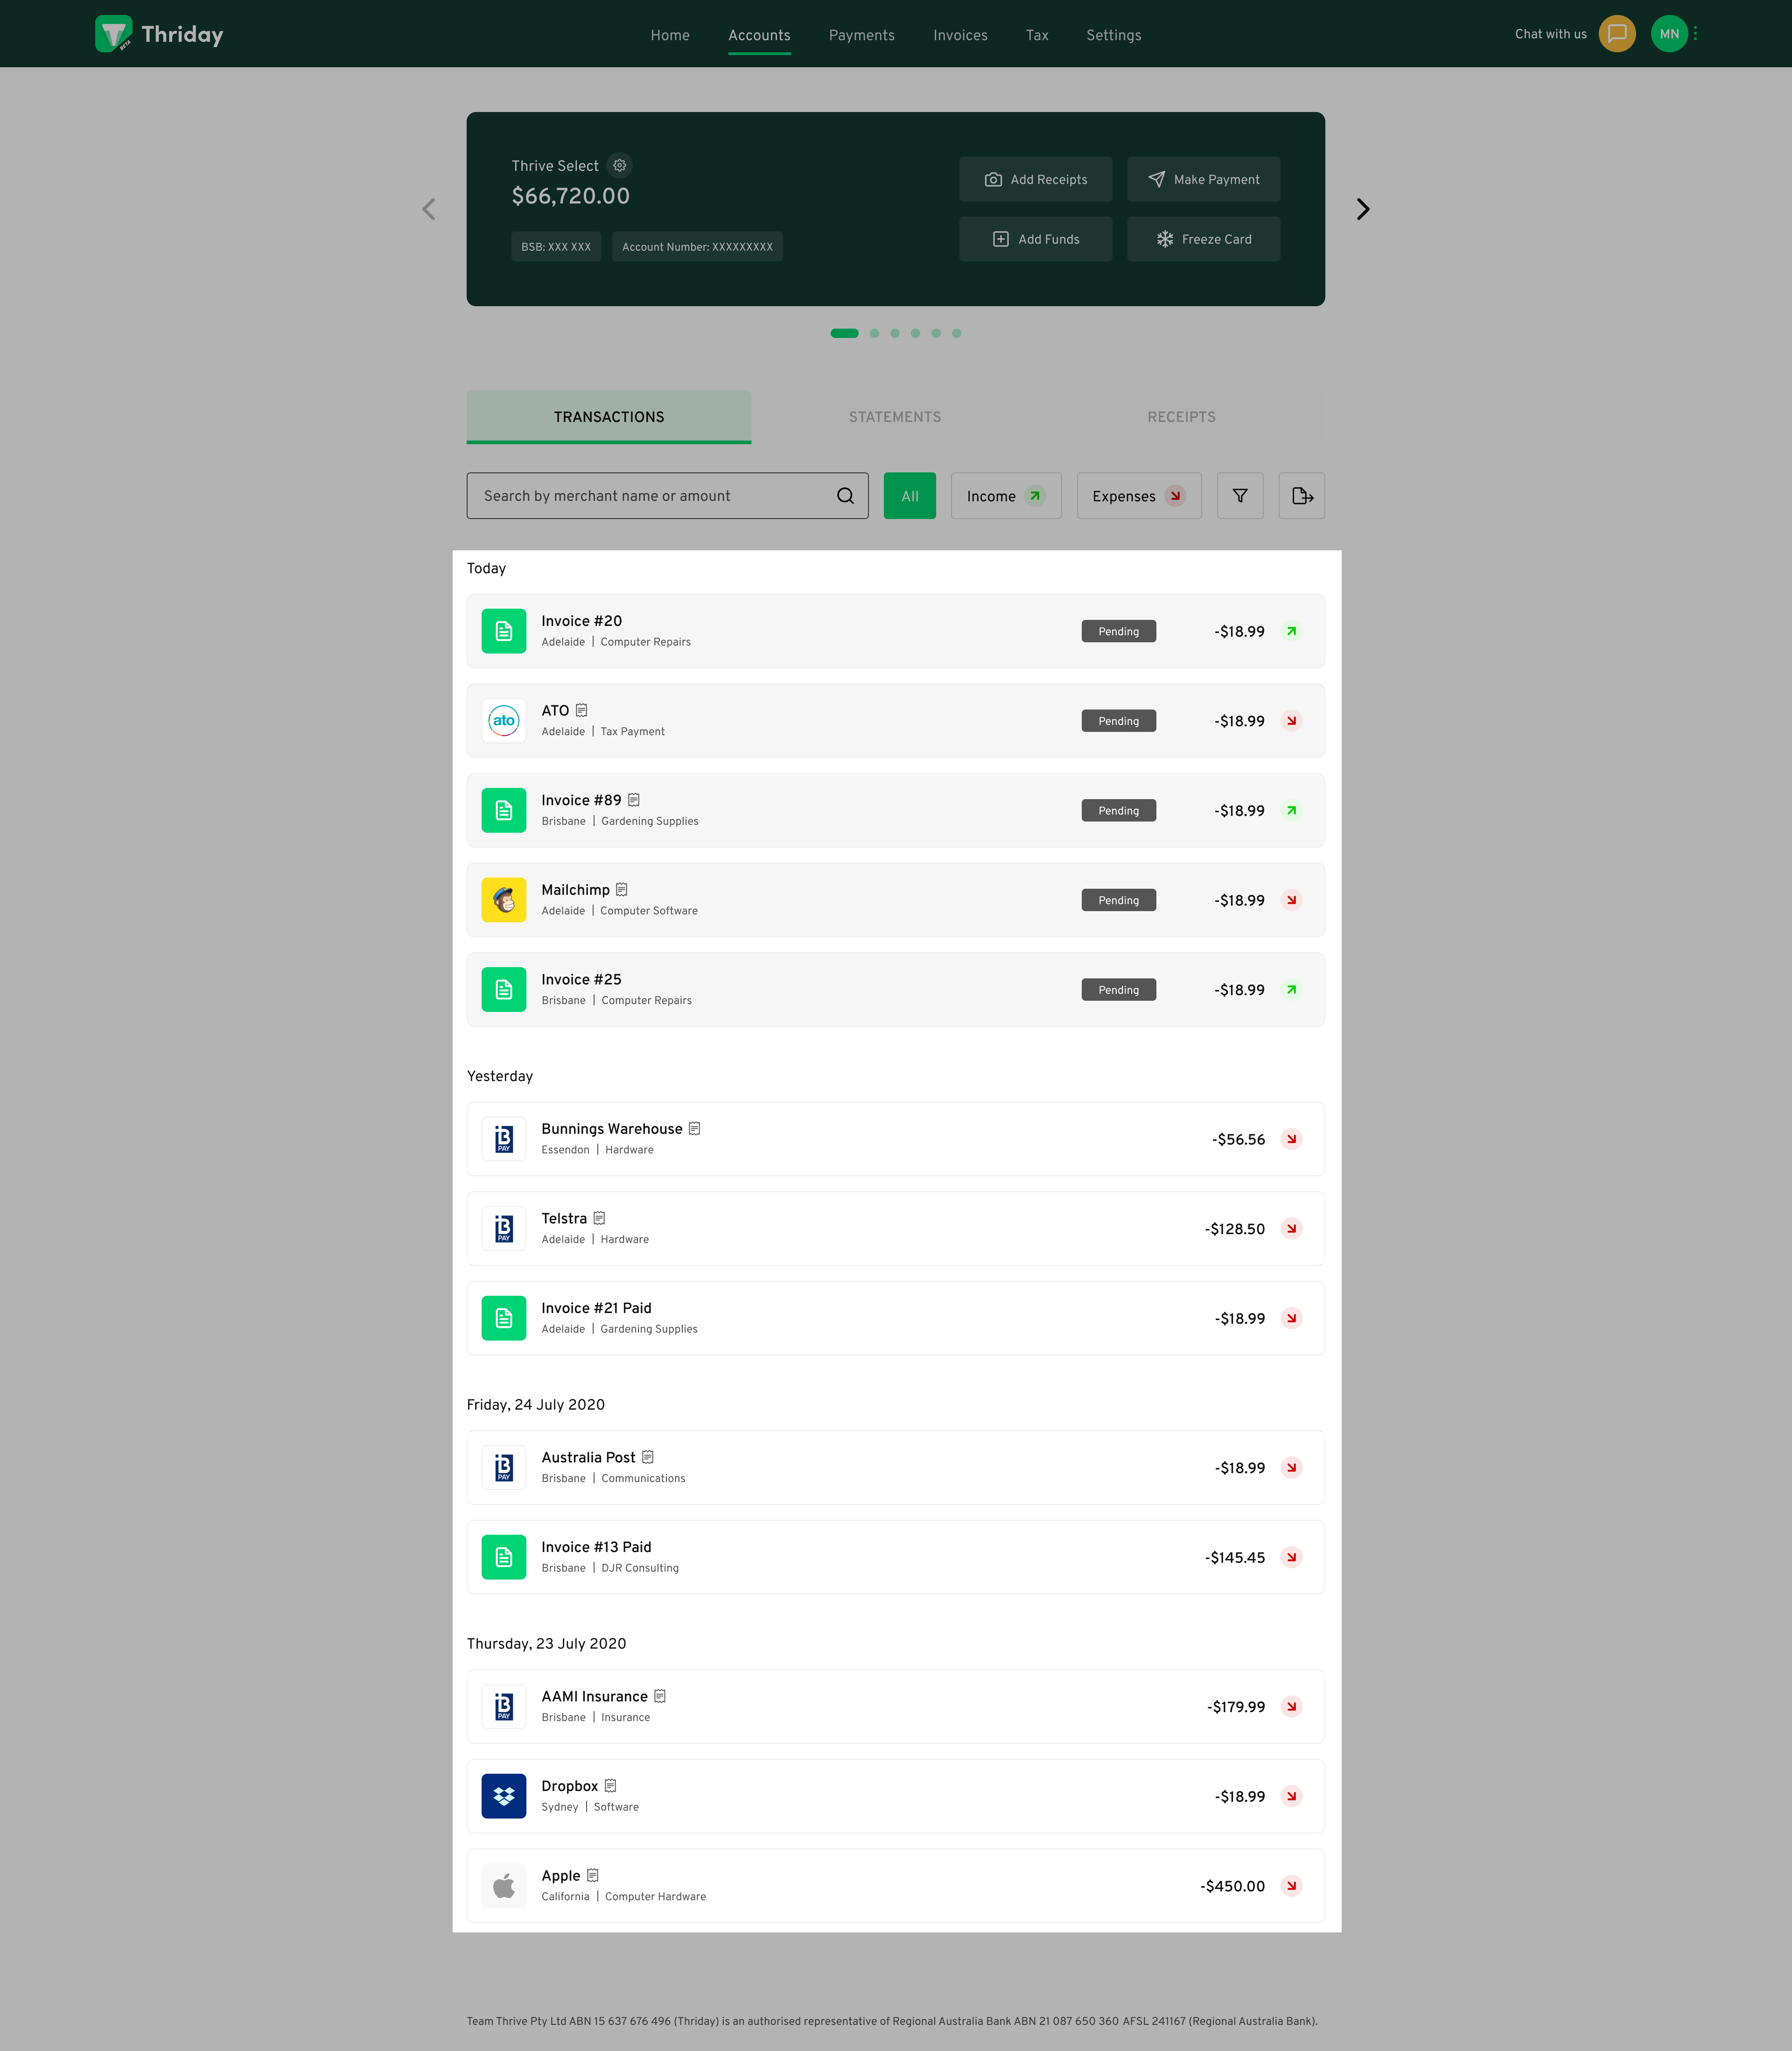 Thriday
BETA
Home
Accounts
Payments
Invoices
Tax
Settings
Chat with us
MN
Thrive Select
$66,720.00
BSB: XXX XXX
Account Number: XXXXXXXXX
Add Receipts
Make Payment
Add Funds
Freeze Card
TRANSACTIONS
STATEMENTS
RECEIPTS
Search by merchant name or amount
All
Income
Expenses
Today
Invoice #20
Adelaide | Computer Repairs
Pending
-$18.99
ato
ATO
Adelaide | Tax Payment
Pending
-$18.99
Invoice #89
Brisbane | Gardening Supplies
Pending
-$18.99
Mailchimp
Adelaide | Computer Software
Pending
-$18.99
Invoice #25
Brisbane | Computer Repairs
Pending
-$18.99
Yesterday
B PAY
Bunnings Warehouse
Essendon | Hardware
-$56.56
B PAY
Telstra
Adelaide | Hardware
-$128.50
Invoice #21 Paid
Adelaide | Gardening Supplies
-$18.99
Friday, 24 July 2020
B PAY
Australia Post
Brisbane | Communications
-$18.99
Invoice #13 Paid
Brisbane | DJR Consulting
-$145.45
Thursday, 23 July 2020
B PAY
AAMI Insurance
Brisbane | Insurance
-$179.99
Dropbox
Sydney | Software
-$18.99
Apple
California | Computer Hardware
-$450.00
Team Thrive Pty Ltd ABN 15 637 676 496 (Thriday) is an authorised representative of Regional Australia Bank ABN 21 087 650 360 AFSL 241167 (Regional Australia Bank).